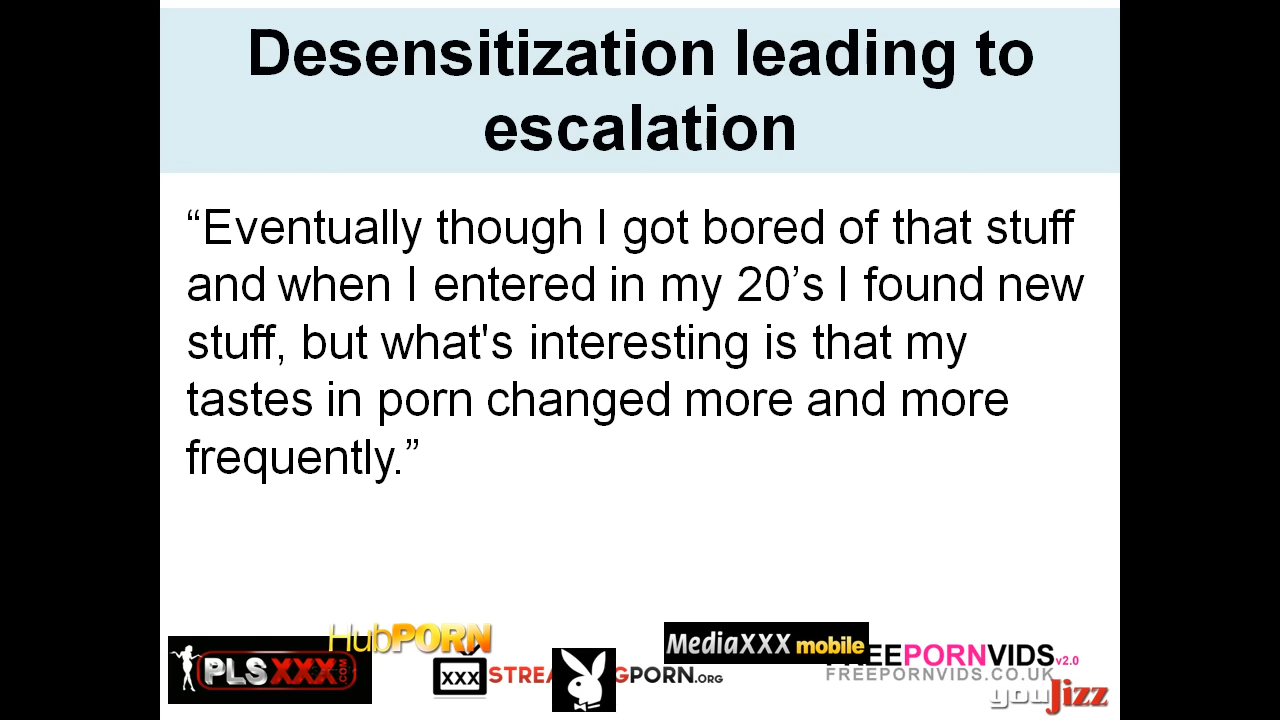 Desensitization leading to
escalation
“Eventually though I got bored of that stuff
and when I entered in my 20’s I found new
stuff, but what's interesting is that my
tastes in porn changed more and more
frequently.”
HubPORN
MediaXXX mobile
PLSXXX.COM
XXX
GPORN.ORG
FREEPORNVIDS v2.0
FREEPORNVIDS.CO.UK
youJizz